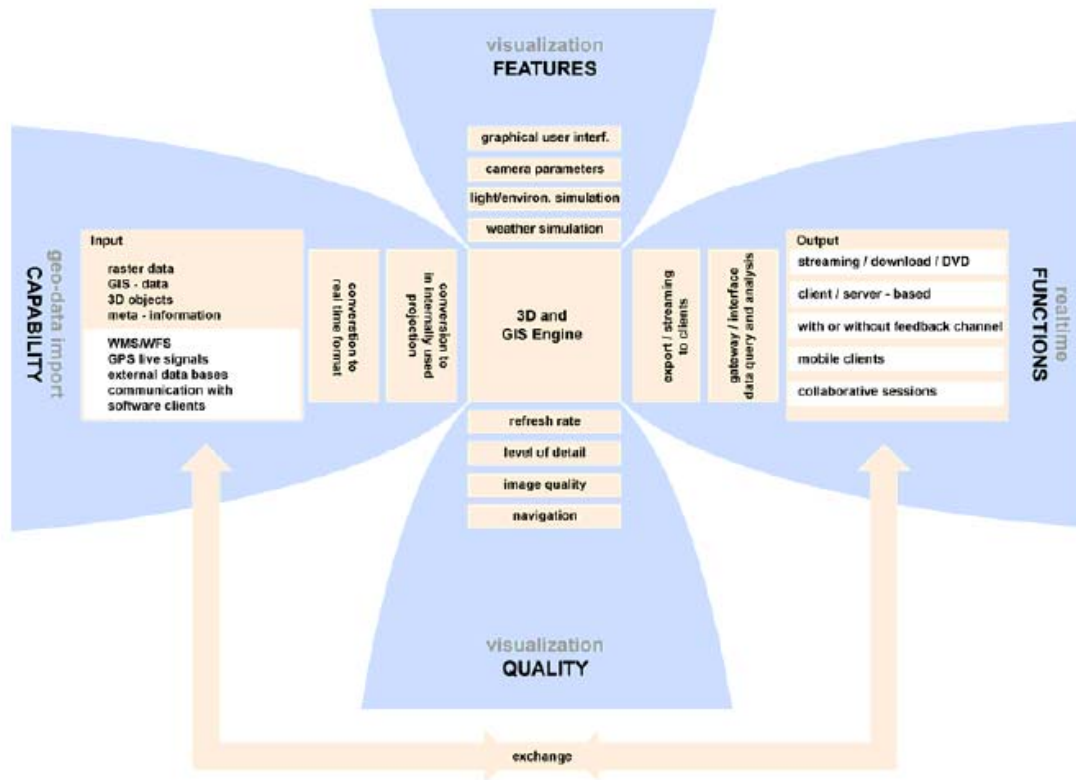 visualization
FEATURES
graphical user interf.
camera parameters
light/environ. simulation
weather simulation
geo-data import
CAPABILITY
Input
raster data
GIS - data
3D objects
meta - information
WMS/WFS
GPS live signals
external data bases
communication with
software clients
converstion to
real time format
conversion to
in internally used
projection
3D and
GIS Engine
export / streaming
to clients
gateway / interface
data query and analysis
Output
streaming / download / DVD
client / server - based
with or without feedback channel
mobile clients
collaborative sessions
realtime
FUNCTIONS
refresh rate
level of detail
image quality
navigation
visualization
QUALITY
exchange